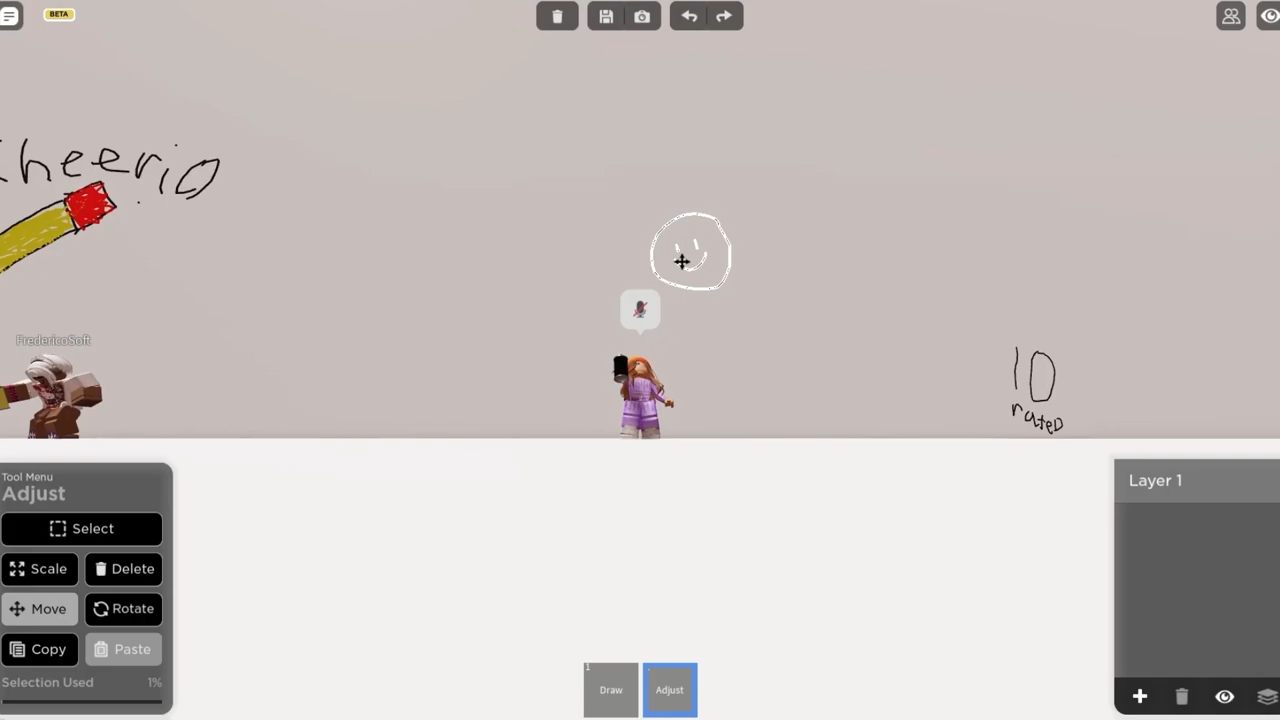 BETA
heerio
FredericoSoft
10
rated
Tool Menu
Adjust
Select
Scale
Delete
Move
Rotate
Copy
Paste
Selection Used
1%
1
Draw
Adjust
Layer 1